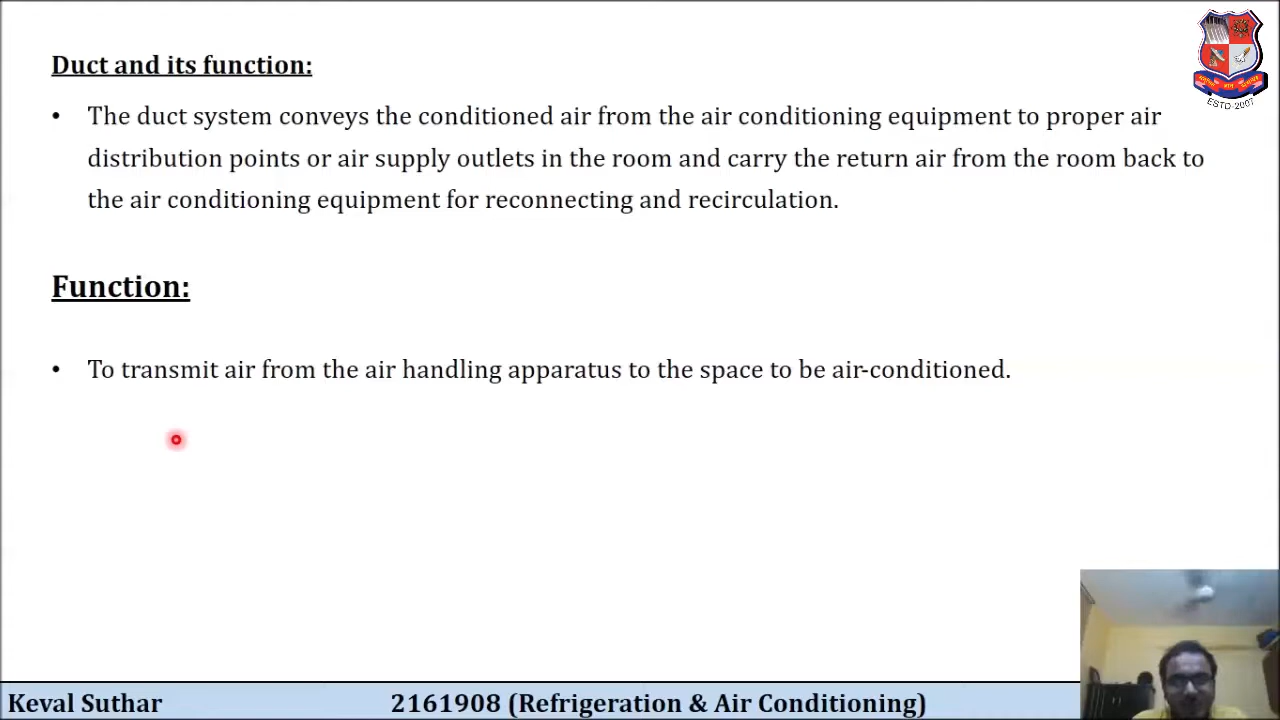 Duct and its function:
• The duct system conveys the conditioned air from the air conditioning equipment to proper air
distribution points or air supply outlets in the room and carry the return air from the room back to
the air conditioning equipment for reconnecting and recirculation.
Function:
• To transmit air from the air handling apparatus to the space to be air-conditioned.
ESTD-2007
Keval Suthar
2161908 (Refrigeration & Air Conditioning)